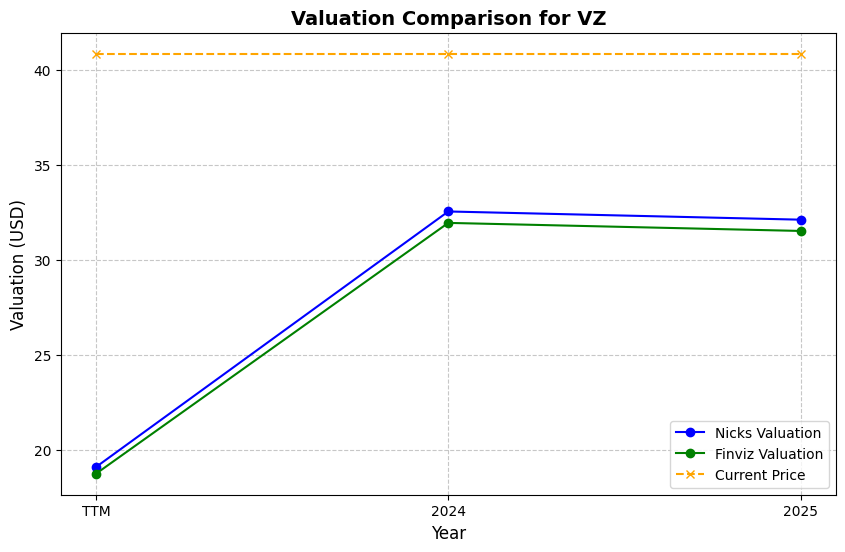 Valuation Comparison for VZ
40
35
30
25
20
Valuation (USD)
TTM
2024
2025
Year
Nicks Valuation
Finviz Valuation
Current Price